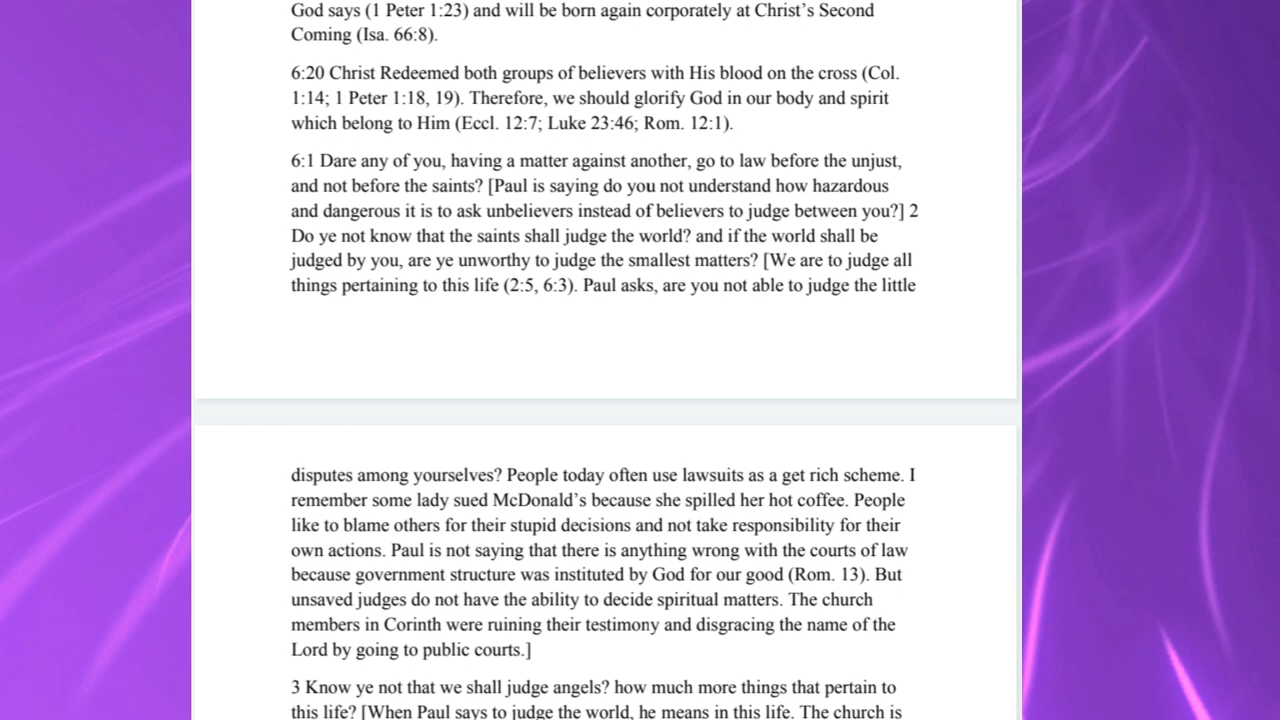 God says (1 Peter 1:23) and will be born again corporately at Christ’s Second
Coming (Isa. 66:8).
6:20 Christ Redeemed both groups of believers with His blood on the cross (Col.
1:14; 1 Peter 1:18, 19). Therefore, we should glorify God in our body and spirit
which belong to Him (Eccl. 12:7; Luke 23:46; Rom. 12:1).
6:1 Dare any of you, having a matter against another, go to law before the unjust,
and not before the saints? [Paul is saying do you not understand how hazardous
and dangerous it is to ask unbelievers instead of believers to judge between you?] 2
Do ye not know that the saints shall judge the world? and if the world shall be
judged by you, are ye unworthy to judge the smallest matters? [We are to judge all
things pertaining to this life (2:5, 6:3). Paul asks, are you not able to judge the little
disputes among yourselves? People today often use lawsuits as a get rich scheme. I
remember some lady sued McDonald’s because she spilled her hot coffee. People
like to blame others for their stupid decisions and not take responsibility for their
own actions. Paul is not saying that there is anything wrong with the courts of law
because government structure was instituted by God for our good (Rom. 13). But
unsaved judges do not have the ability to decide spiritual matters. The church
members in Corinth were ruining their testimony and disgracing the name of the
Lord by going to public courts.]
3 Know ye not that we shall judge angels? how much more things that pertain to
this life? [When Paul says to judge the world, he means in this life. The church is